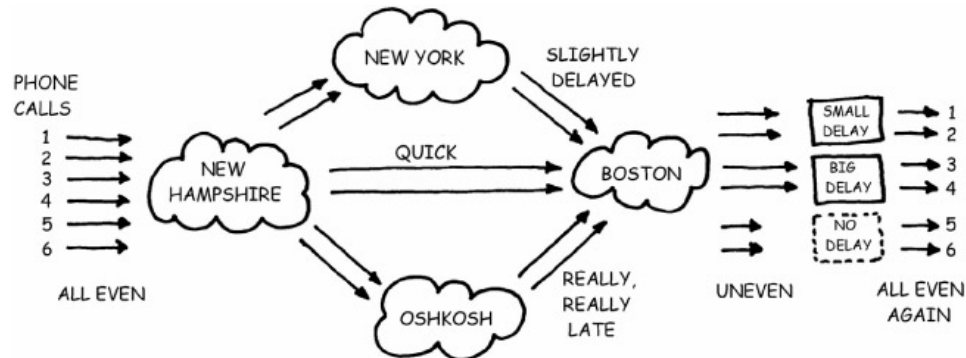 NEW YORK
SLIGHTLY
DELAYED
PHONE
CALLS
1
2
3
4
5
6
ALL EVEN
NEW
HAMPSHIRE
QUICK
BOSTON
OSHKOSH
REALLY,
REALLY
LATE
UNEVEN
SMALL
DELAY
BIG
DELAY
NO
DELAY
1
2
3
4
5
6
ALL EVEN
AGAIN